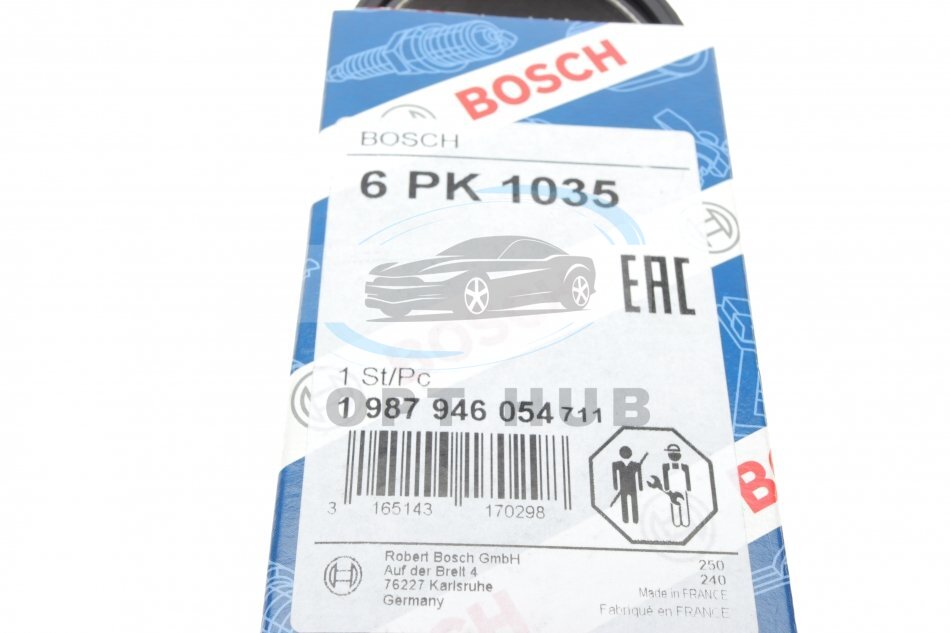 BOSCH
BOSCH
6 PK 1035
EAC
BOSCH
1 St/Pc
OPT HUB
1 987 946 054 711
3 165143 170298
Robert Bosch GmbH
Auf der Breit 4
76227 Karlsruhe
Germany
250
240
Made in FRANCE
Fabriqué en FRANCE
B